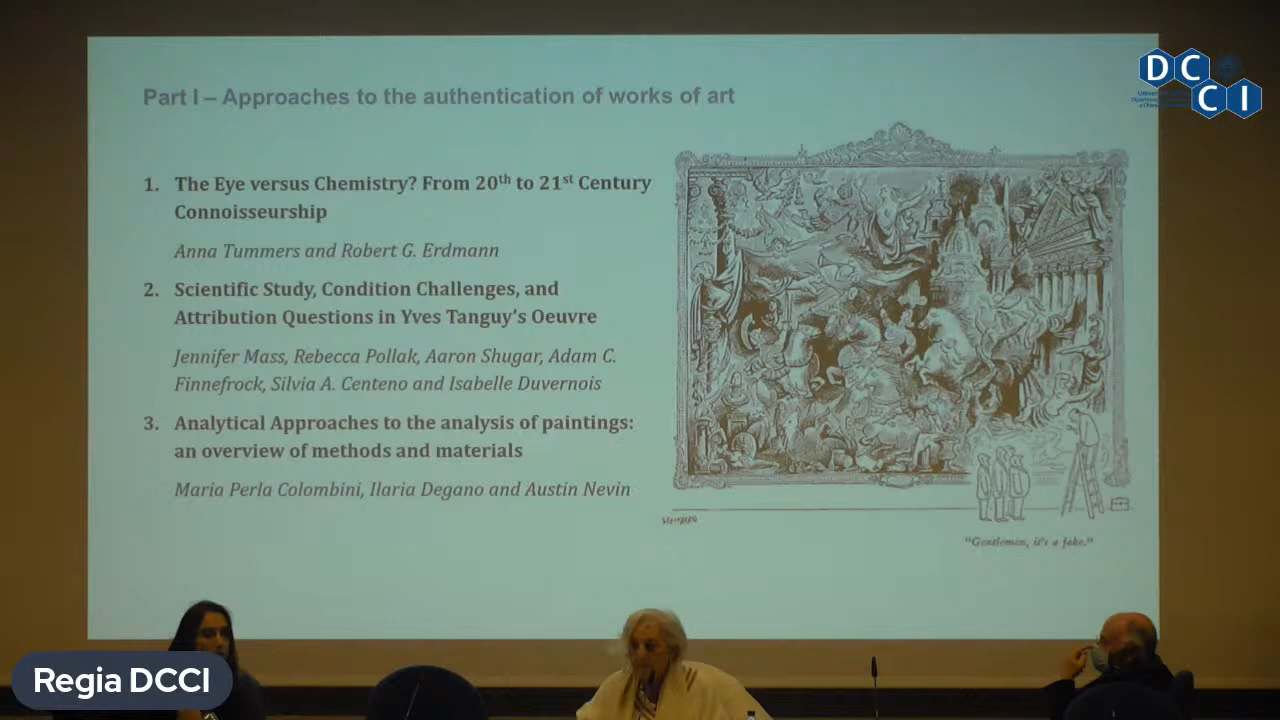 Part I – Approaches to the authentication of works of art
1. The Eye versus Chemistry? From 20th to 21st Century
Connoisseurship
Anna Tummers and Robert G. Erdmann
2. Scientific Study, Condition Challenges, and
Attribution Questions in Yves Tanguy's Oeuvre
Jennifer Mass, Rebecca Pollak, Aaron Shugar, Adam C.
Finnefrock, Silvia A. Centeno and Isabelle Duvernois
3. Analytical Approaches to the analysis of paintings:
an overview of methods and materials
Maria Perla Colombini, Ilaria Degano and Austin Nevin
"Gentlemen, it's a fake."
DC
CI
Regia DCCI